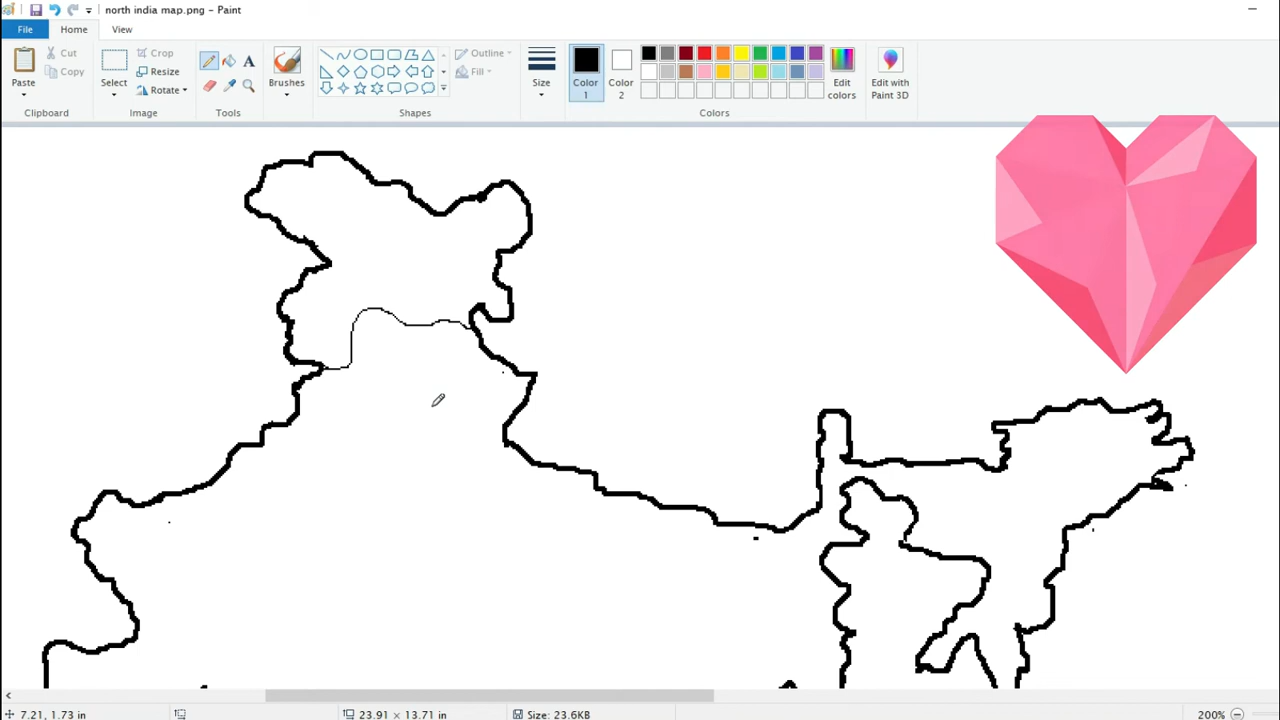 north india map.png - Paint
File Home View
Paste
Cut
Copy
Clipboard
Select
Crop
Resize
Rotate
Image
A
Tools
Brushes
Outline
Fill
Shapes
Size
Color
1
Color
2
Edit
colors
Colors
Edit with
Paint 3D
7.21, 1.73 in
23.91 × 13.71 in
Size: 23.6KB
200%